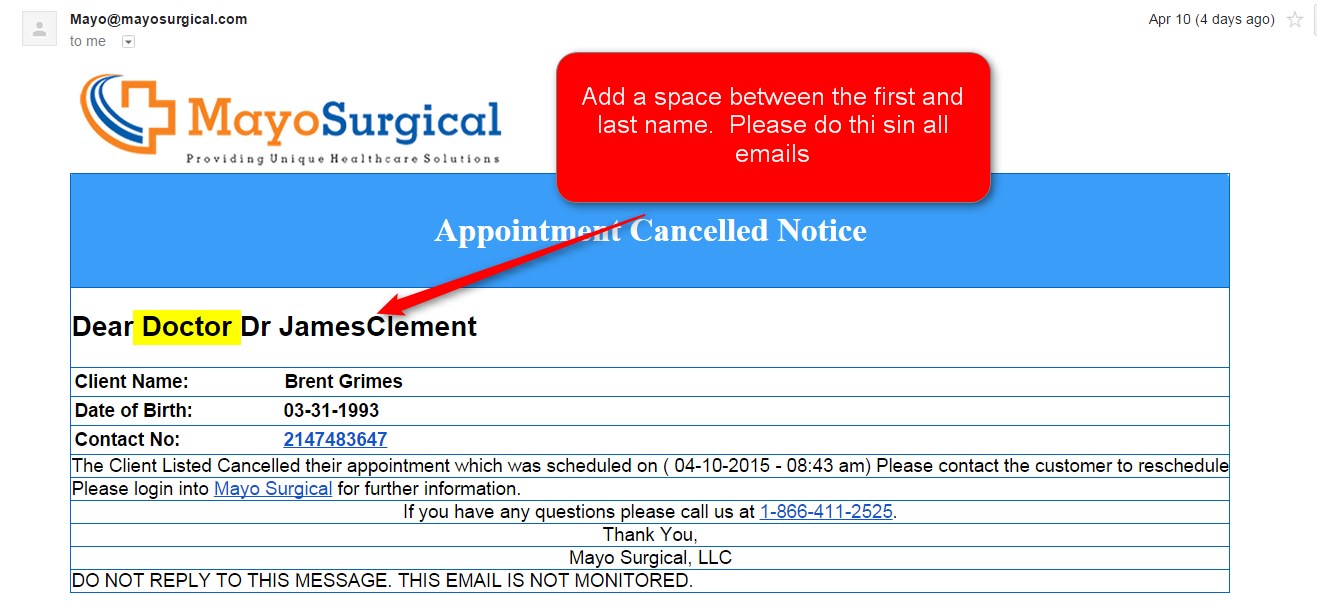 Mayo@mayosurgical.com
Apr 10 (4 days ago)
to me
MayoSurgical
Providing Unique Healthcare Solutions
Add a space between the first and
last name. Please do thi sin all
emails
Appointment Cancelled Notice
Dear Doctor Dr JamesClement
Client Name: Brent Grimes
Date of Birth: 03-31-1993
Contact No: 2147483647
The Client Listed Cancelled their appointment which was scheduled on ( 04-10-2015 - 08:43 am) Please contact the customer to reschedule
Please login into Mayo Surgical for further information.
If you have any questions please call us at 1-866-411-2525.
Thank You,
Mayo Surgical, LLC
DO NOT REPLY TO THIS MESSAGE. THIS EMAIL IS NOT MONITORED.